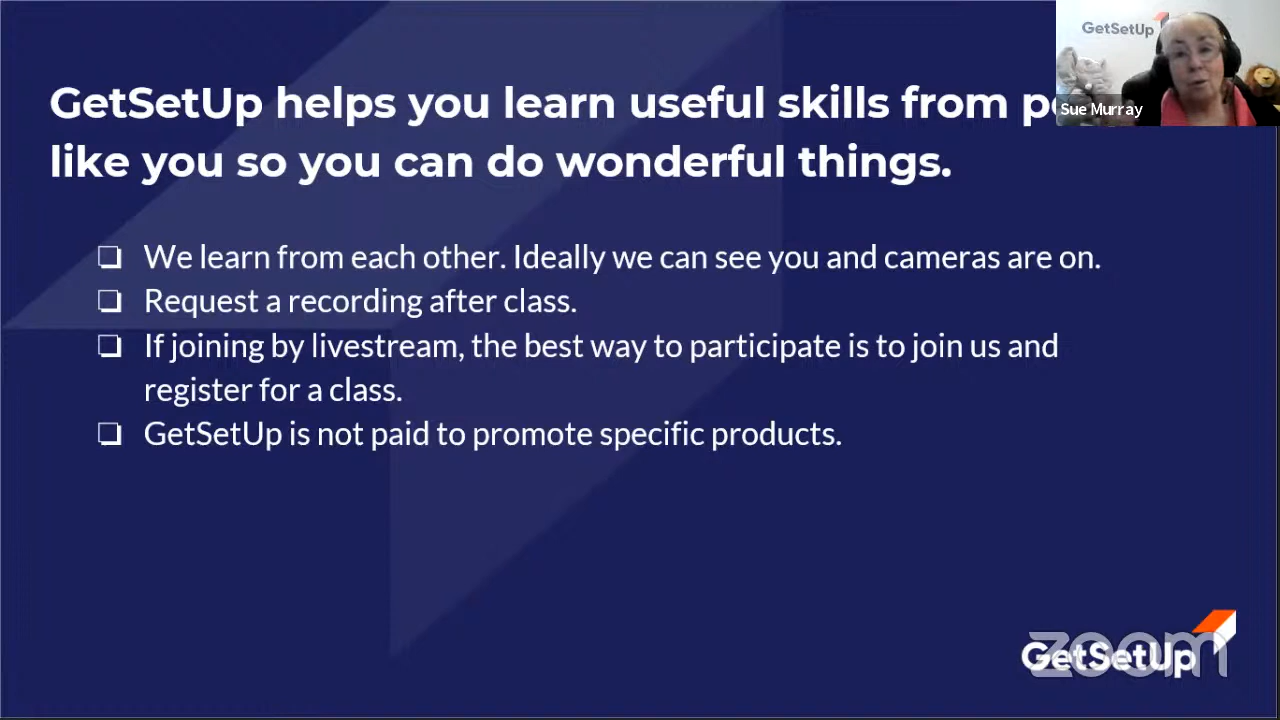 GetSetUp
Sue Murray
GetSetUp helps you learn useful skills from
like you so you can do wonderful things.
We learn from each other. Ideally we can see you and cameras are on.
Request a recording after class.
If joining by livestream, the best way to participate is to join us and
register for a class.
GetSetUp is not paid to promote specific products.
GetSetUp
zoom